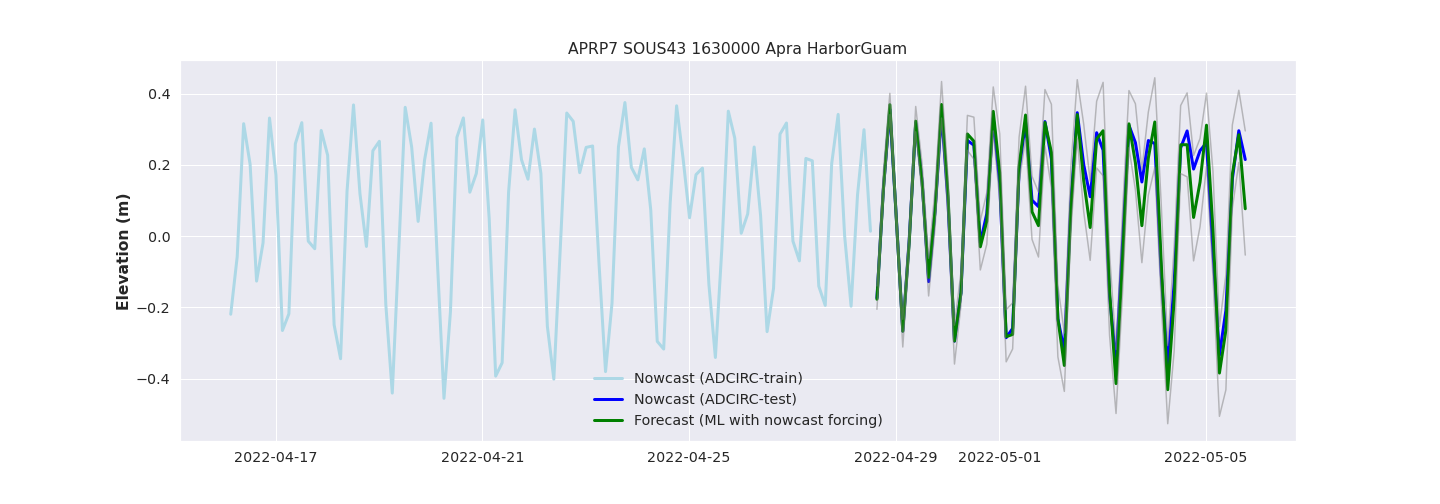 APRP7 SOUS43 1630000 Apra HarborGuam
Elevation (m)
0.4
0.2
0.0
−0.2
−0.4
Nowcast (ADCIRC-train)
Nowcast (ADCIRC-test)
Forecast (ML with nowcast forcing)
2022-04-17 2022-04-21 2022-04-25 2022-04-29 2022-05-01 2022-05-05